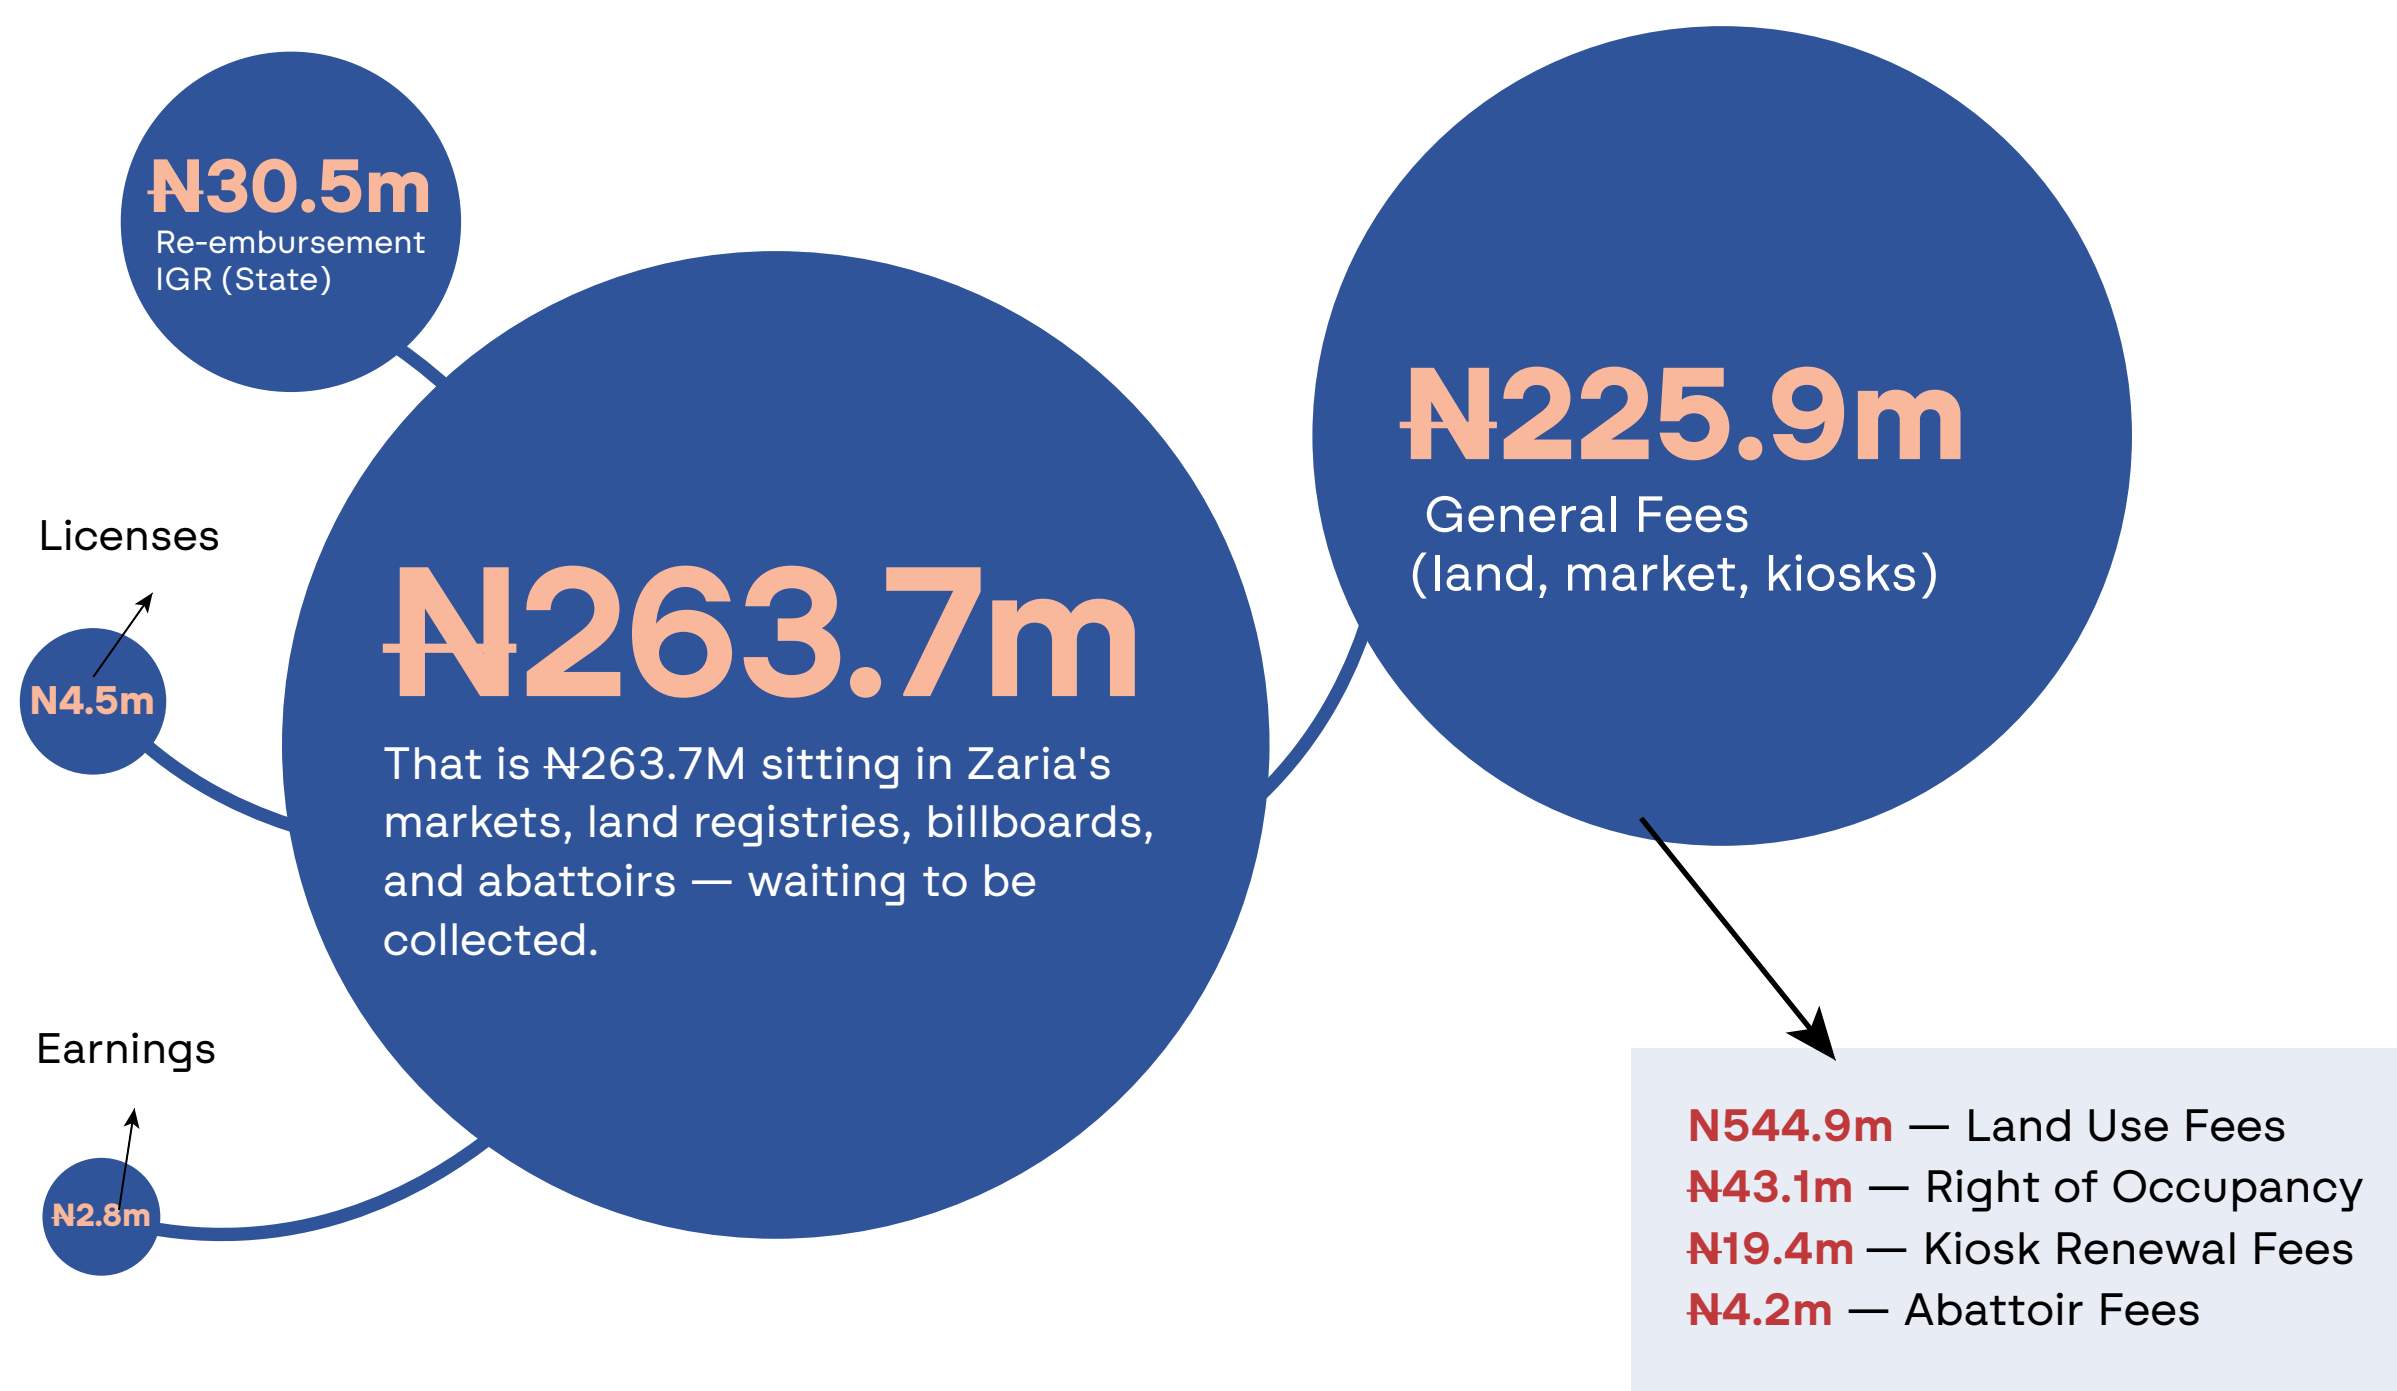 ₦30.5m
Re-embursement
IGR (State)
Licenses
N4.5m
₦263.7m
That is ₦263.7M sitting in Zaria's
markets, land registries, billboards,
and abattoirs — waiting to be
collected.
Earnings
₦2.8m
₦225.9m
General Fees
(land, market, kiosks)
N544.9m — Land Use Fees
₦43.1m — Right of Occupancy
₦19.4m — Kiosk Renewal Fees
₦4.2m — Abattoir Fees